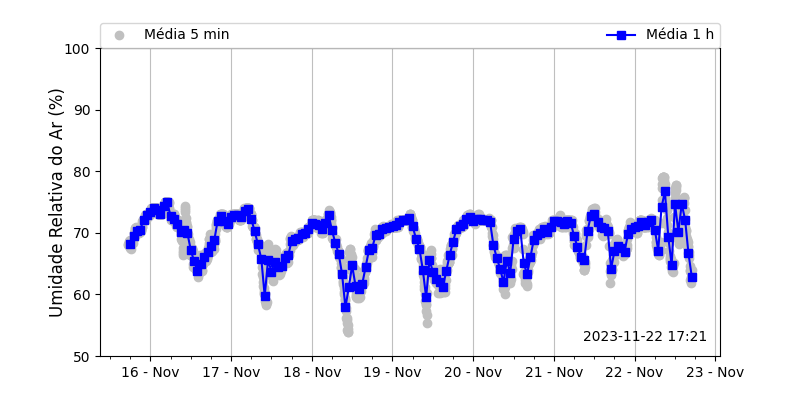 Média 5 min
Média 1 h
Umidade Relativa do Ar (%)
100
90
80
70
60
50
2023-11-22 17:21
16 - Nov
17 - Nov
18 - Nov
19 - Nov
20 - Nov
21 - Nov
22 - Nov
23 - Nov